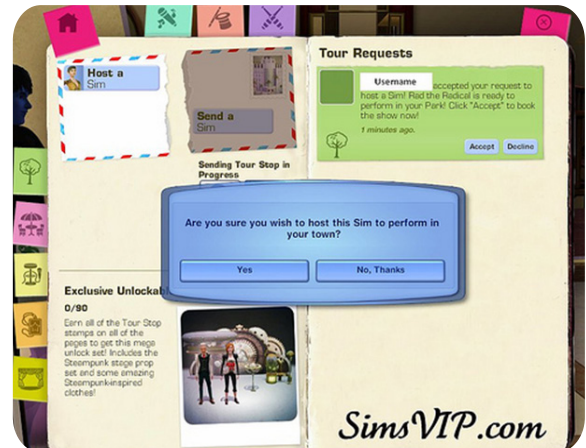 Host a
Sim
Send a
Sim
Sending Tour Stop in
Progress
Exclusive Unlockabl
0/90
Earn all of the Tour Stop
stamps on all of the
pages to get this mega
unlock set! Includes the
Steampunk stage prop
set and some amazing
Steampunk-inspired
clothes!
Tour Requests
Username accepted your request
to host a Sim! Rad the Radical is ready to
perform in your Park! Click "Accept" to book
the show now!
1 minutes ago.
Accept Decline
Are you sure you wish to host this Sim to perform in
your town?
Yes No, Thanks
SimsVIP.com